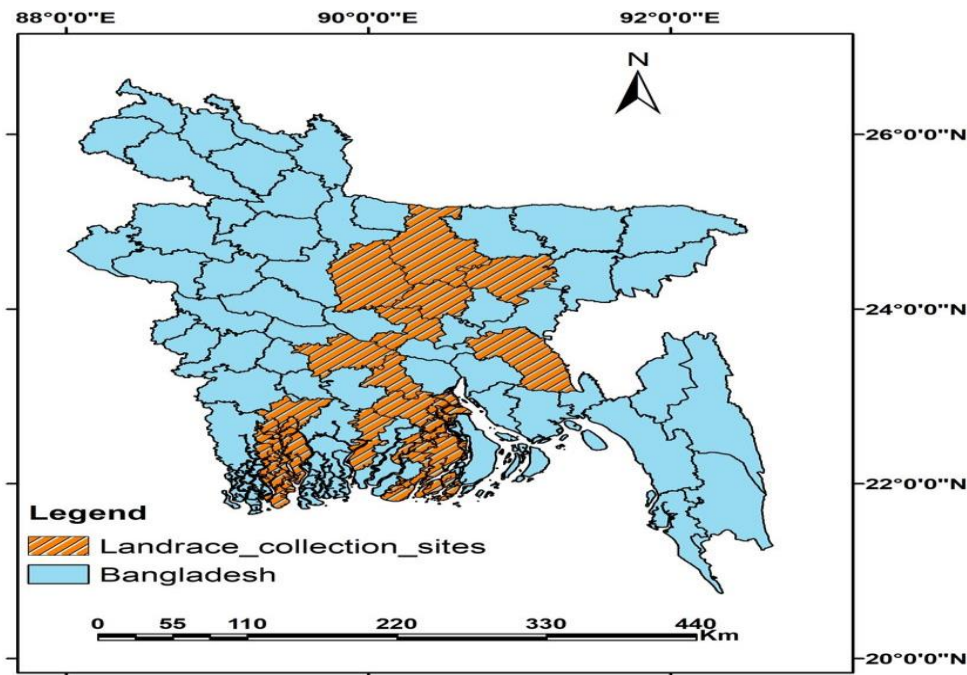 88°0'0"E 90°0'0"E 92°0'0"E
N
26°0'0"N
24°0'0"N
22°0'0"N
Legend
Landrace_collection_sites
Bangladesh
0 55 110 220 330 440
Km
20°0'0"N